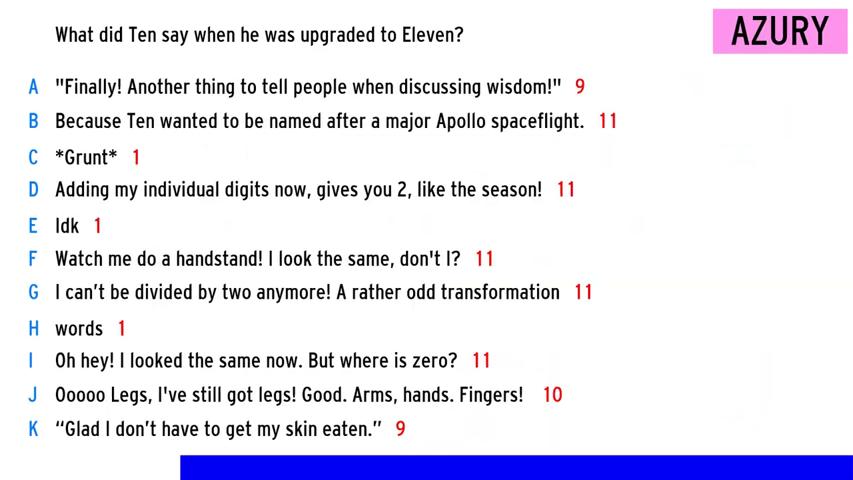 What did Ten say when he was upgraded to Eleven?
AZURY
A "Finally! Another thing to tell people when discussing wisdom!" 9
B Because Ten wanted to be named after a major Apollo spaceflight. 11
C *Grunt* 1
D Adding my individual digits now, gives you 2, like the season! 11
E Idk 1
F Watch me do a handstand! I look the same, don't I? 11
G I can’t be divided by two anymore! A rather odd transformation 11
H words 1
I Oh hey! I looked the same now. But where is zero? 11
J Ooooo Legs, I've still got legs! Good. Arms, hands. Fingers! 10
K “Glad I don’t have to get my skin eaten.” 9